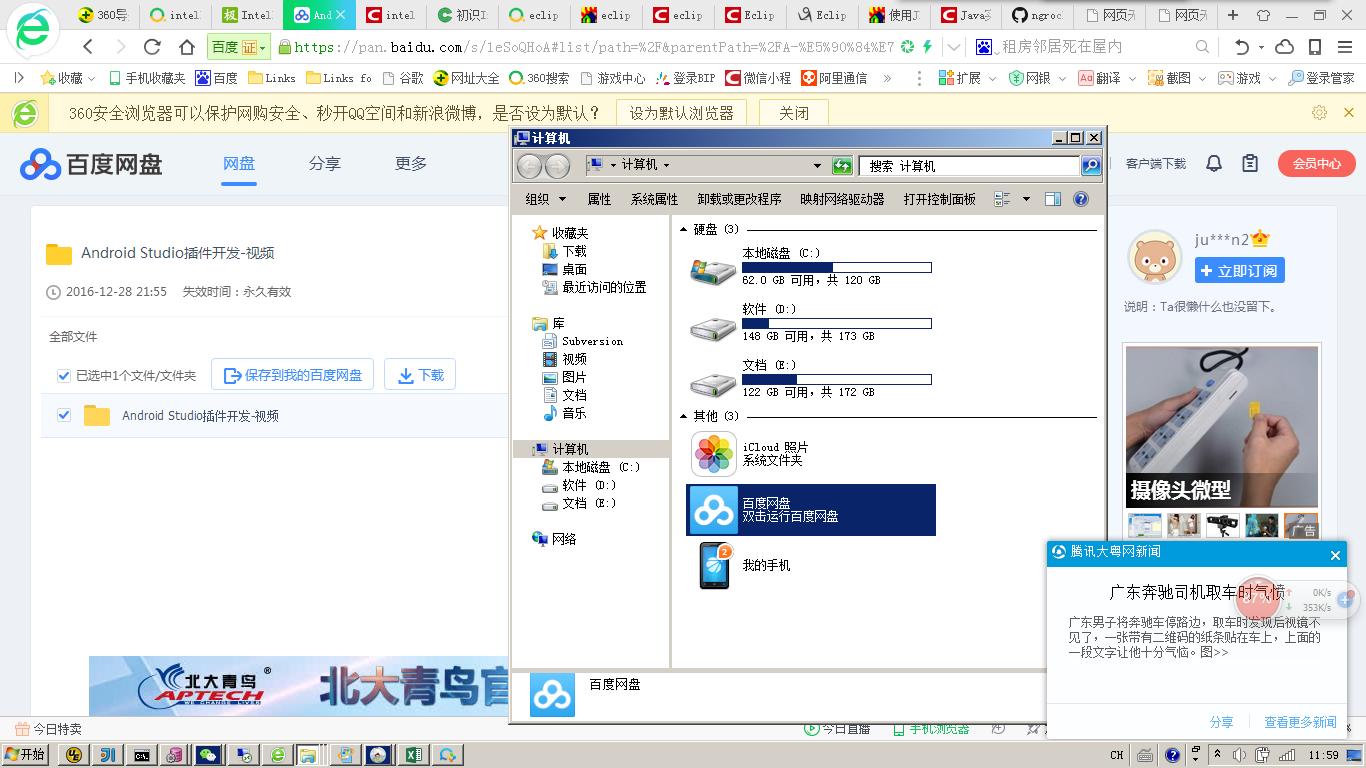 360导
intel
Intel
And
intel
初识I
eclip
eclip
eclip
Eclip
Eclip
使用J
Java实
ngroc
网页无
网页无
百度 证
https://pan.baidu.com/s/1eSoQHoA#list/path=%2F&parentPath=%2FA-%E5%90%84%E7
租房邻居死在屋内
收藏
手机收藏夹
百度
Links
Links fo
谷歌
网址大全
360搜索
游戏中心
登录BIP
微信小程
阿里通信
»
扩展
网银
Aa 翻译
截图
游戏
登录管家
360安全浏览器可以保护网购安全、秒开QQ空间和新浪微博，是否设为默认？
设为默认浏览器
关闭
百度网盘
网盘
分享
更多
客户端下载
会员中心
Android Studio插件开发-视频
2016-12-28 21:55 失效时间：永久有效
全部文件
已选中1个文件/文件夹
保存到我的百度网盘
下载
Android Studio插件开发-视频
北大青鸟
APTECH
WE CHANGE LIVES
北大青鸟官
计算机
计算机
搜索 计算机
组织
属性
系统属性
卸载或更改程序
映射网络驱动器
打开控制面板
收藏夹
下载
桌面
最近访问的位置
库
Subversion
视频
图片
文档
音乐
计算机
本地磁盘 (C:)
软件 (D:)
文档 (E:)
网络
硬盘 (3)
本地磁盘 (C:)
62.0 GB 可用，共 120 GB
软件 (D:)
148 GB 可用，共 173 GB
文档 (E:)
122 GB 可用，共 172 GB
其他 (3)
iCloud 照片
系统文件夹
百度网盘
双击运行百度网盘
2
我的手机
百度网盘
ju***n2
立即订阅
说明：Ta很懒什么也没留下。
摄像头微型
广告
腾讯大粤网新闻
广东奔驰司机取车时气愤
广东男子将奔驰车停路边，取车时发现后视镜不
见了，一张带有二维码的纸条贴在车上，上面的
一段文字让他十分气恼。图>>
分享
查看更多新闻
87%
0K/s
353K/s
今日特卖
今日直播
手机浏览器
开始
CH
11:59